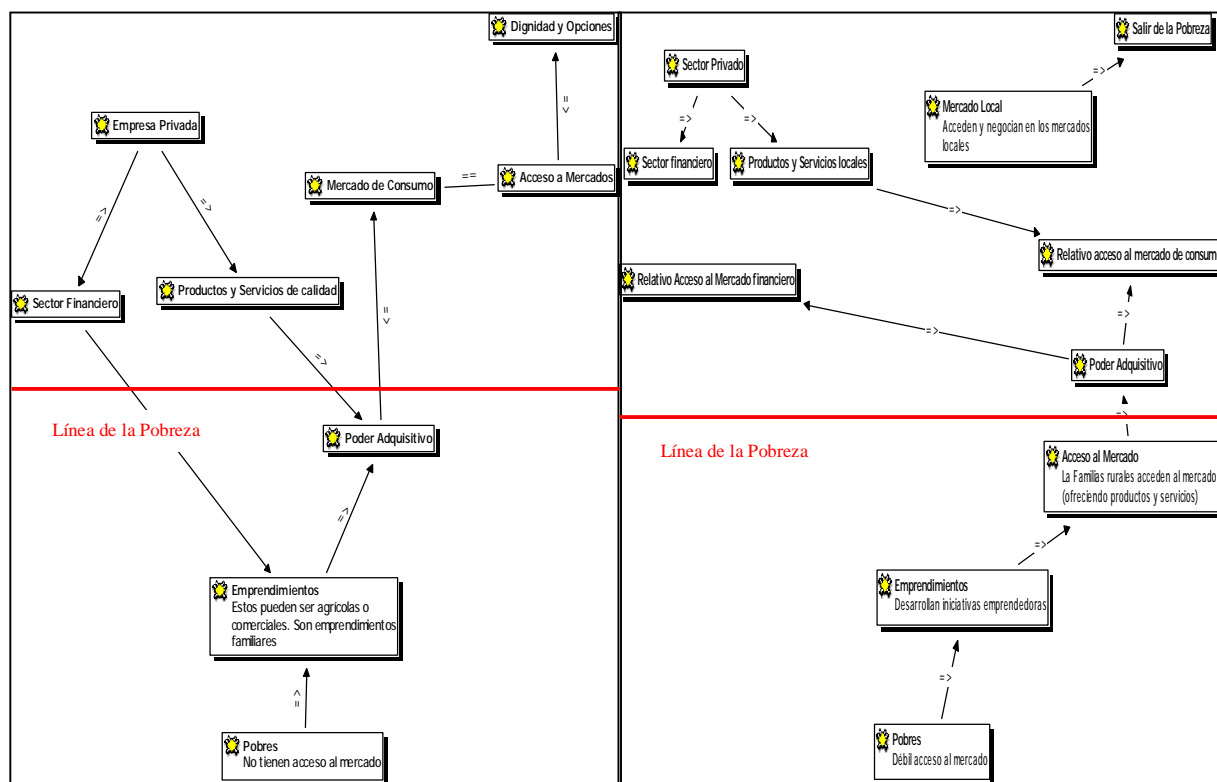 Dignidad y Opciones
Empresa Privada
=>
=>
=>
Mercado de Consumo
==
Acceso a Mercados
Sector Financiero
Productos y Servicios de calidad
=>
=>
Línea de la Pobreza
Poder Adquisitivo
=>
Emprendimientos
Estos pueden ser agrícolas o
comerciales. Son emprendimientos
familiares
=>
Pobres
No tienen acceso al mercado
Salir de la Pobreza
Sector Privado
=>
Mercado Local
Acceden y negocian en los mercados
locales
=>
=>
Sector financiero
Productos y Servicios locales
=>
Relativo acceso al mercado de consum
Relativo Acceso al Mercado financiero
=>
=>
Poder Adquisitivo
=>
Línea de la Pobreza
Acceso al Mercado
La Familias rurales acceden al mercado
(ofreciendo productos y servicios)
=>
Emprendimientos
Desarrollan iniciativas emprendedoras
=>
Pobres
Débil acceso al mercado